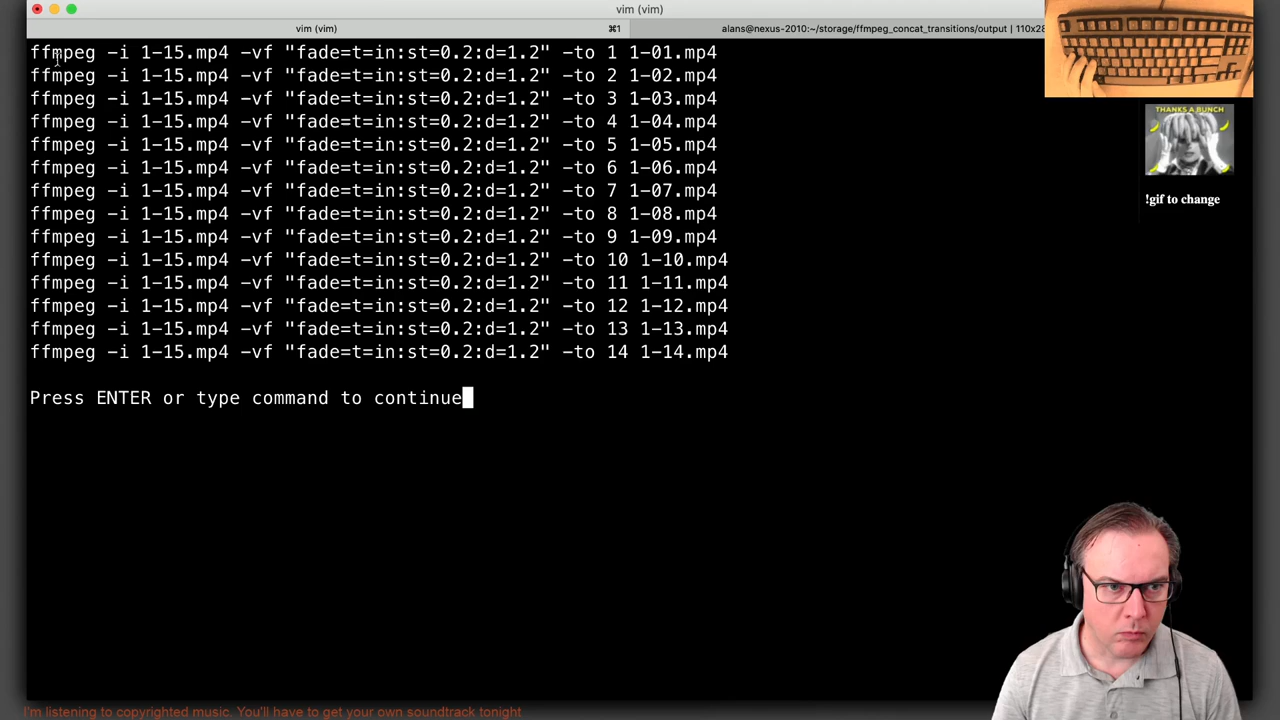 vim (vim)
vim (vim) ⌘1 alans@nexus-2010:~/storage/ffmpeg_concat_transitions/output | 110x28
ffmpeg -i 1-15.mp4 -vf "fade=t=in:st=0.2:d=1.2" -to 1 1-01.mp4
ffmpeg -i 1-15.mp4 -vf "fade=t=in:st=0.2:d=1.2" -to 2 1-02.mp4
ffmpeg -i 1-15.mp4 -vf "fade=t=in:st=0.2:d=1.2" -to 3 1-03.mp4
ffmpeg -i 1-15.mp4 -vf "fade=t=in:st=0.2:d=1.2" -to 4 1-04.mp4
ffmpeg -i 1-15.mp4 -vf "fade=t=in:st=0.2:d=1.2" -to 5 1-05.mp4
ffmpeg -i 1-15.mp4 -vf "fade=t=in:st=0.2:d=1.2" -to 6 1-06.mp4
ffmpeg -i 1-15.mp4 -vf "fade=t=in:st=0.2:d=1.2" -to 7 1-07.mp4
ffmpeg -i 1-15.mp4 -vf "fade=t=in:st=0.2:d=1.2" -to 8 1-08.mp4
ffmpeg -i 1-15.mp4 -vf "fade=t=in:st=0.2:d=1.2" -to 9 1-09.mp4
ffmpeg -i 1-15.mp4 -vf "fade=t=in:st=0.2:d=1.2" -to 10 1-10.mp4
ffmpeg -i 1-15.mp4 -vf "fade=t=in:st=0.2:d=1.2" -to 11 1-11.mp4
ffmpeg -i 1-15.mp4 -vf "fade=t=in:st=0.2:d=1.2" -to 12 1-12.mp4
ffmpeg -i 1-15.mp4 -vf "fade=t=in:st=0.2:d=1.2" -to 13 1-13.mp4
ffmpeg -i 1-15.mp4 -vf "fade=t=in:st=0.2:d=1.2" -to 14 1-14.mp4
Press ENTER or type command to continue
THANKS A BUNCH
!gif to change
I'm listening to copyrighted music. You'll have to get your own soundtrack tonight